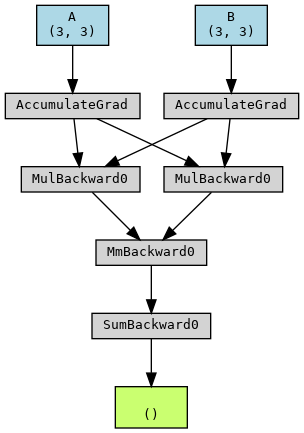 A
(3, 3)
B
(3, 3)
AccumulateGrad
AccumulateGrad
MulBackward0
MulBackward0
MmBackward0
SumBackward0
()